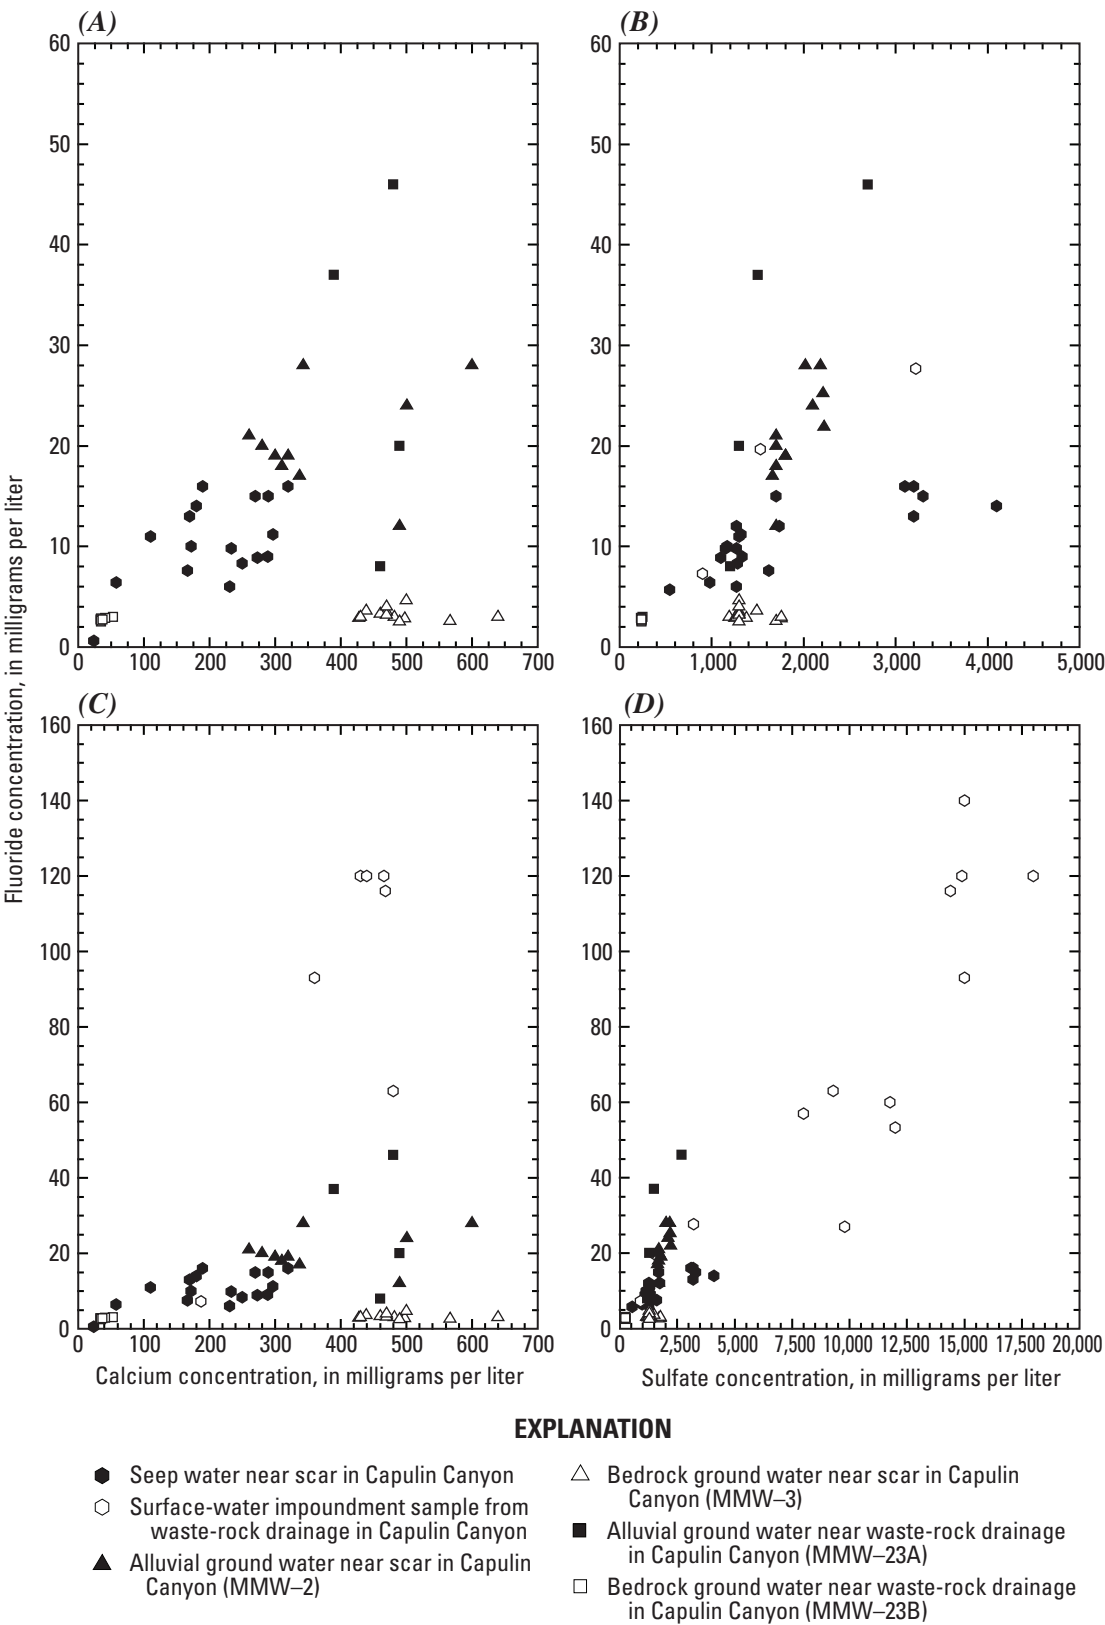 (A)
(B)
60
50
40
30
20
10
0
0 100 200 300 400 500 600 700
60
50
40
30
20
10
0
0 1,000 2,000 3,000 4,000 5,000
Fluoride concentration, in milligrams per liter
(C)
(D)
160
140
120
100
80
60
40
20
0
0 100 200 300 400 500 600 700
Calcium concentration, in milligrams per liter
160
140
120
100
80
60
40
20
0
0 2,500 5,000 7,500 10,000 12,500 15,000 17,500 20,000
Sulfate concentration, in milligrams per liter
EXPLANATION
Seep water near scar in Capulin Canyon
Surface-water impoundment sample from
waste-rock drainage in Capulin Canyon
Alluvial ground water near scar in Capulin
Canyon (MMW–2)
Bedrock ground water near scar in Capulin
Canyon (MMW–3)
Alluvial ground water near waste-rock drainage
in Capulin Canyon (MMW–23A)
Bedrock ground water near waste-rock drainage
in Capulin Canyon (MMW–23B)